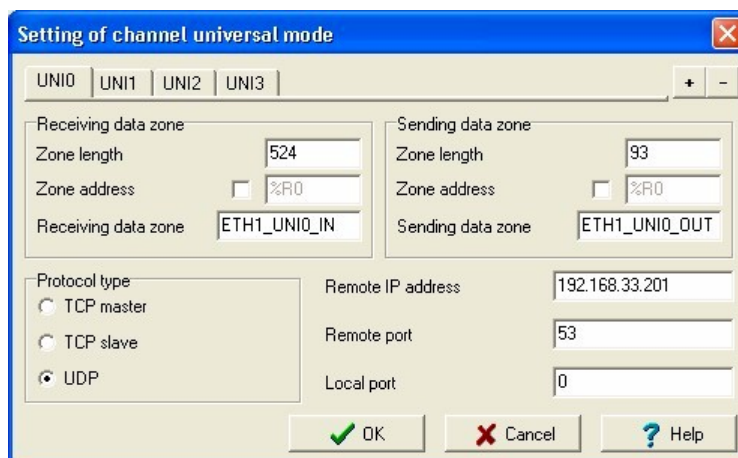 Setting of channel universal mode
UNI0 UNI1 UNI2 UNI3 + -
Receiving data zone
Zone length 524
Zone address %R0
Receiving data zone ETH1_UNI0_IN
Sending data zone
Zone length 93
Zone address %R0
Sending data zone ETH1_UNI0_OUT
Protocol type
TCP master
TCP slave
UDP
Remote IP address 192.168.33.201
Remote port 53
Local port 0
OK Cancel ? Help